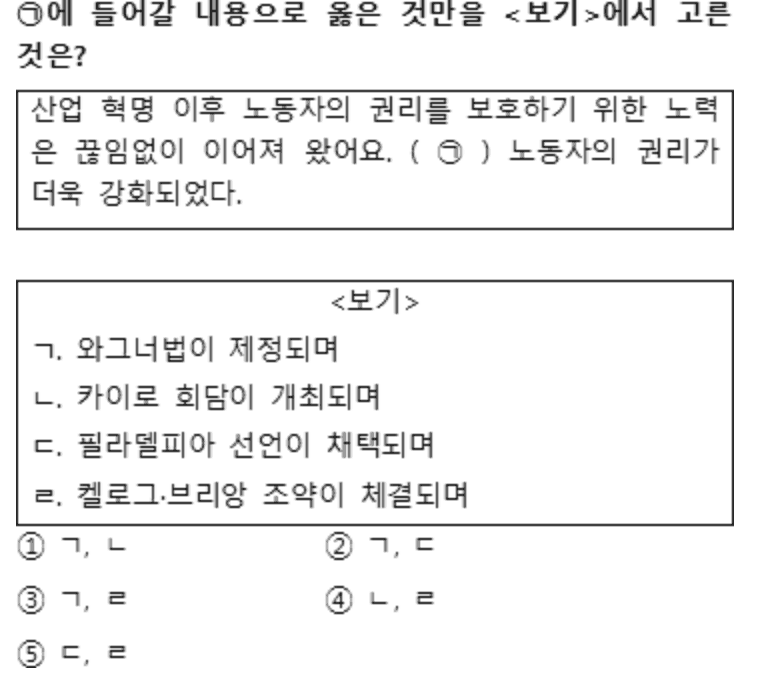 ㉠에 들어갈 내용으로 옳은 것만을 <보기>에서 고른
것은?
산업 혁명 이후 노동자의 권리를 보호하기 위한 노력
은 끊임없이 이어져 왔어요. ( ㉠ ) 노동자의 권리가
더욱 강화되었다.
<보기>
ㄱ. 와그너법이 제정되며
ㄴ. 카이로 회담이 개최되며
ㄷ. 필라델피아 선언이 채택되며
ㄹ. 켈로그·브리앙 조약이 체결되며
① ㄱ, ㄴ ② ㄱ, ㄷ
③ ㄱ, ㄹ ④ ㄴ, ㄹ
⑤ ㄷ, ㄹ